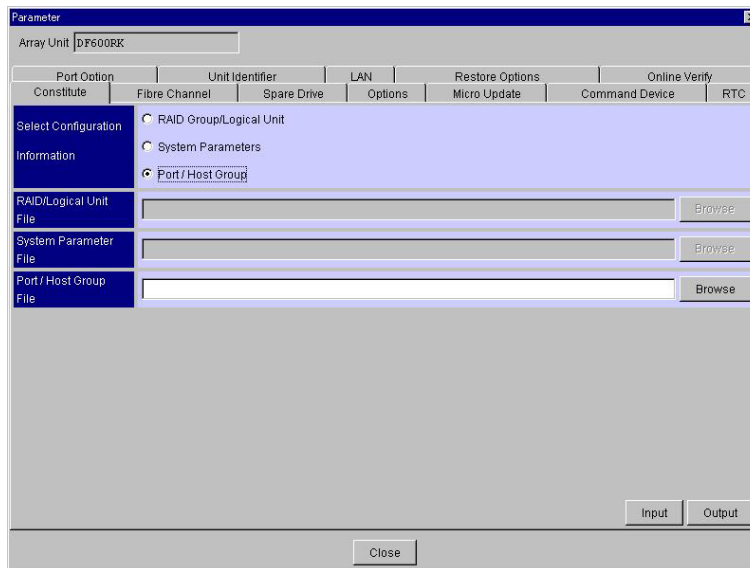 Parameter
Array Unit DF600RK
Port Option Unit Identifier LAN Restore Options Online Verify
Constitute Fibre Channel Spare Drive Options Micro Update Command Device RTC
Select Configuration
Information
RAID Group/Logical Unit
System Parameters
Port / Host Group
RAID/Logical Unit
File
Browse
System Parameter
File
Browse
Port / Host Group
File
Browse
Input Output
Close